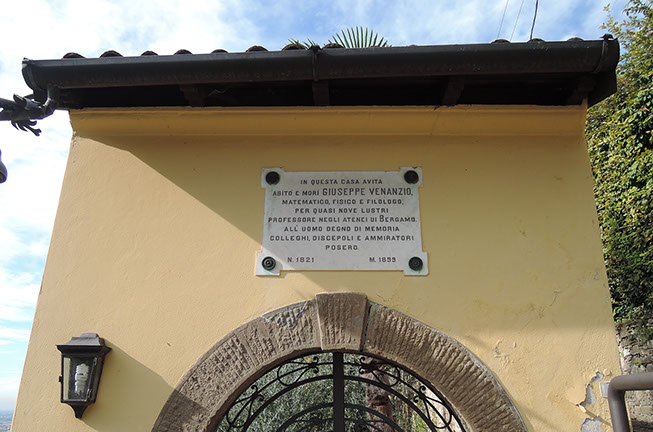 IN QUESTA CASA AVITA
ABITÒ E MORÌ GIUSEPPE VENANZIO,
MATEMATICO, FISICO E FILOLOGO;
PER QUASI NOVE LUSTRI
PROFESSORE NEGLI ATENEI DI BERGAMO.
ALL'UOMO DEGNO DI MEMORIA
COLLEGHI, DISCEPOLI E AMMIRATORI
POSERO.
N. 1821 M. 1899